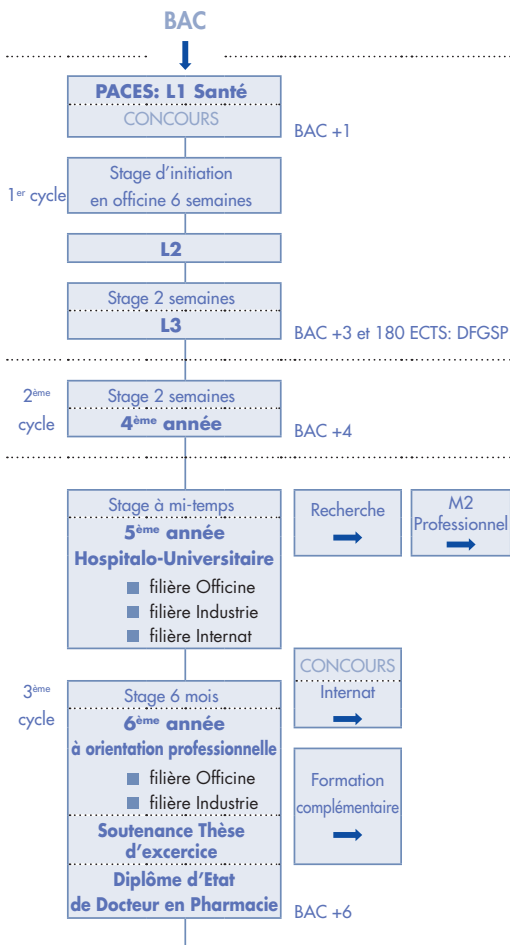 BAC
PACES: L1 Santé
CONCOURS
BAC +1
1er cycle
Stage d'initiation
en officine 6 semaines
L2
Stage 2 semaines
L3
BAC +3 et 180 ECTS: DFGSP
2ème
cycle
Stage 2 semaines
4ème année
BAC +4
Stage à mi-temps
5ème année
Hospitalo-Universitaire
■ filière Officine
■ filière Industrie
■ filière Internat
Recherche
M2
Professionnel
3ème
cycle
Stage 6 mois
6ème année
à orientation professionnelle
■ filière Officine
■ filière Industrie
Soutenance Thèse
d'excercice
Diplôme d'Etat
de Docteur en Pharmacie
CONCOURS
Internat
Formation
complémentaire
BAC +6